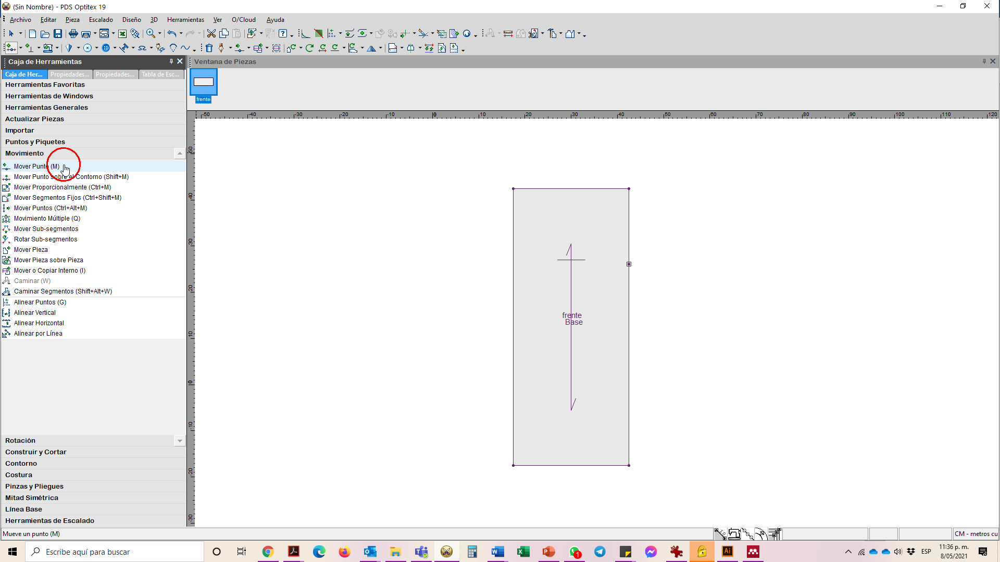 (Sin Nombre) - PDS Optitex 19
Archivo Editar Pieza Escalado Diseño 3D Herramientas Ver O/Cloud Ayuda
Caja de Herramientas
Ventana de Piezas
Caja de Her... Propiedades... Propiedades... Tabla de Esc...
Herramientas Favoritas
Herramientas de Windows
frente
Herramientas Generales
-50 -40 -30 -20 -10 0 10 20 30 40 50 60 70 80 90 100 110 120
Actualizar Piezas
Importar
Puntos y Piquetes
Movimiento
Mover Punto (M)
Mover Punto sobre el Contorno (Shift+M)
Mover Proporcionalmente (Ctrl+M)
Mover Segmentos Fijos (Ctrl+Shift+M)
Mover Puntos (Ctrl+Alt+M)
Movimiento Múltiple (Q)
Mover Sub-segmentos
Rotar Sub-segmentos
Mover Pieza
Mover Pieza sobre Pieza
Mover o Copiar Interno (I)
Caminar (W)
Caminar Segmentos (Shift+Alt+W)
Alinear Puntos (G)
Alinear Vertical
Alinear Horizontal
Alinear por Línea
50
40
30
20
10
0
-10
-20
-30
frente
Base
Rotación
Construir y Cortar
Contorno
Costura
Pinzas y Pliegues
Mitad Simétrica
Línea Base
Herramientas de Escalado
Mueve un punto (M)
CM - metros cu
Escribe aquí para buscar
1
Ai
ESP
11:36 p. m.
8/05/2021